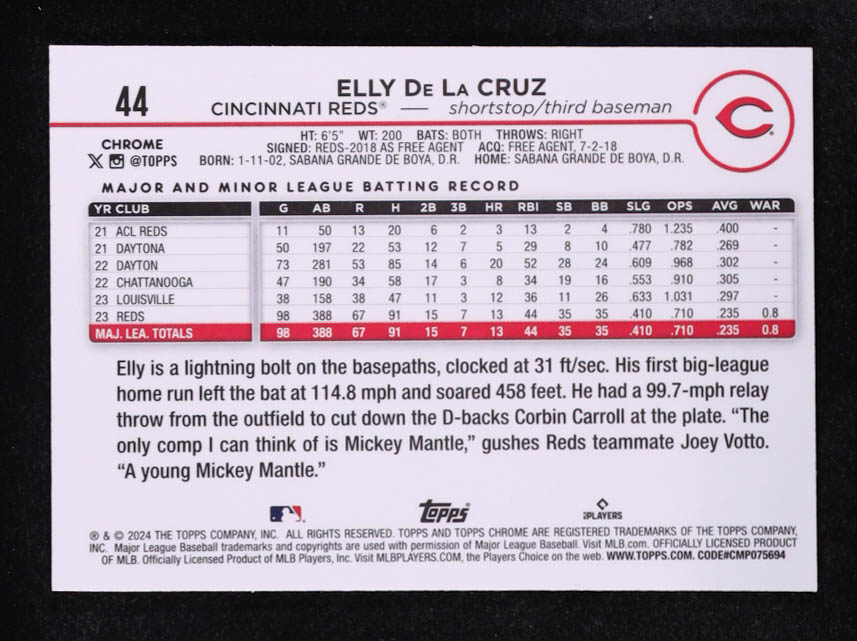 44
ELLY DE LA CRUZ
CINCINNATI REDS® — shortstop/third baseman
C
CHROME
@TOPPS
HT: 6'5" WT: 200 BATS: BOTH THROWS: RIGHT
SIGNED: REDS-2018 AS FREE AGENT ACQ: FREE AGENT, 7-2-18
BORN: 1-11-02, SABANA GRANDE DE BOYA, D.R. HOME: SABANA GRANDE DE BOYA, D.R.
MAJOR AND MINOR LEAGUE BATTING RECORD
YR CLUB G AB R H 2B 3B HR RBI SB BB SLG OPS AVG WAR
21 ACL REDS 11 50 13 20 6 2 3 13 2 4 .780 1.235 .400 -
21 DAYTONA 50 197 22 53 12 7 5 29 8 10 .477 .782 .269 -
22 DAYTON 73 281 53 85 14 6 20 52 28 24 .609 .968 .302 -
22 CHATTANOOGA 47 190 34 58 17 3 8 34 19 16 .553 .910 .305 -
23 LOUISVILLE 38 158 38 47 11 3 12 36 11 26 .633 1.031 .297 -
23 REDS 98 388 67 91 15 7 13 44 35 35 .410 .710 .235 0.8
MAJ. LEA. TOTALS 98 388 67 91 15 7 13 44 35 35 .410 .710 .235 0.8
Elly is a lightning bolt on the basepaths, clocked at 31 ft/sec. His first big-league
home run left the bat at 114.8 mph and soared 458 feet. He had a 99.7-mph relay
throw from the outfield to cut down the D-backs Corbin Carroll at the plate. “The
only comp I can think of is Mickey Mantle,” gushes Reds teammate Joey Votto.
“A young Mickey Mantle.”
Topps
PLAYERS
® & © 2024 THE TOPPS COMPANY, INC. ALL RIGHTS RESERVED. TOPPS AND TOPPS CHROME ARE REGISTERED TRADEMARKS OF THE TOPPS COMPANY,
INC. Major League Baseball trademarks and copyrights are used with permission of Major League Baseball. Visit MLB.com. OFFICIALLY LICENSED PRODUCT
OF MLB. Officially Licensed Product of MLB Players, Inc. Visit MLBPLAYERS.COM, the Players Choice on the web. WWW.TOPPS.COM. CODE#CMP075694